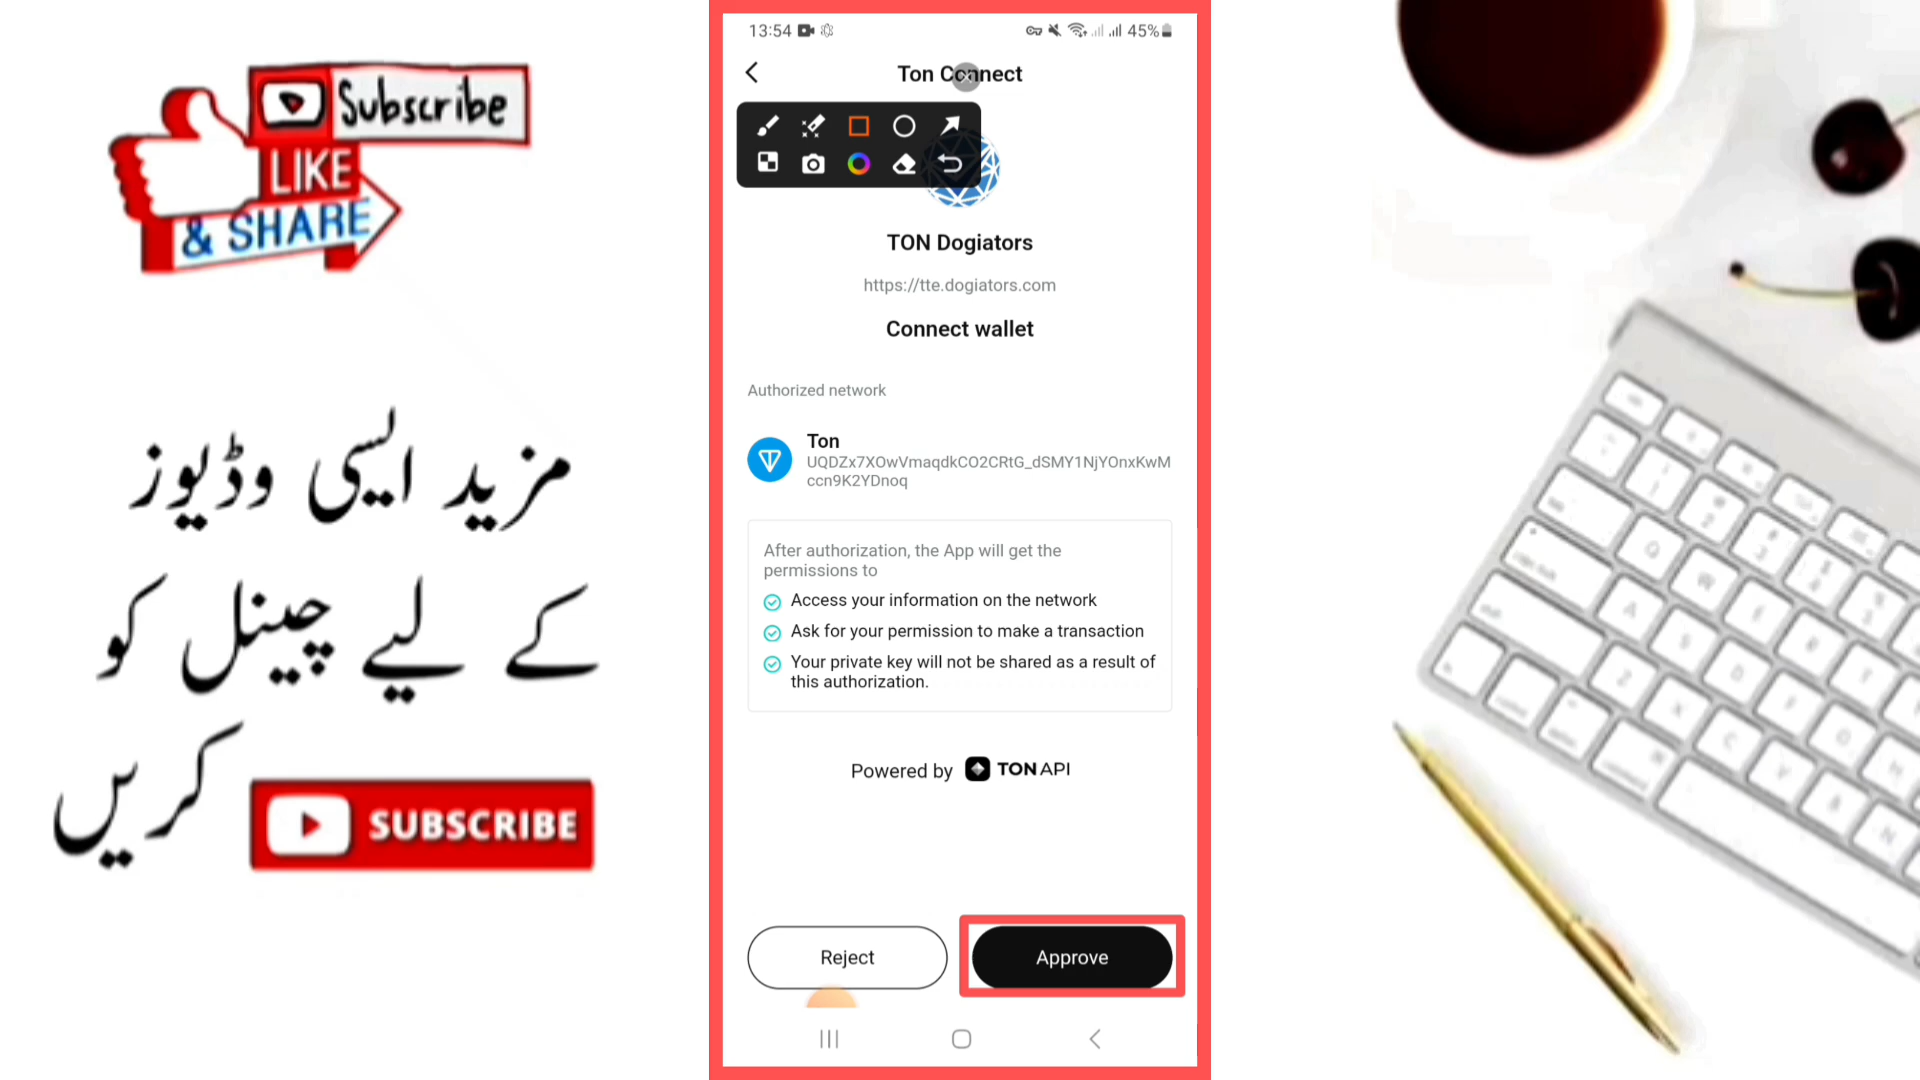 Subscribe
LIKE
& SHARE
مزید ایسی وڈیوز
کے لیے چینل کو
کریں
SUBSCRIBE
13:54
45%
Ton Connect
TON Dogiators
https://tte.dogiators.com
Connect wallet
Authorized network
Ton
UQDZx7XOwVmaqdkCO2CRtG_dSMY1NjYOnxKwM
ccn9K2YDnoq
After authorization, the App will get the
permissions to
Access your information on the network
Ask for your permission to make a transaction
Your private key will not be shared as a result of
this authorization.
Powered by TON API
Reject
Approve